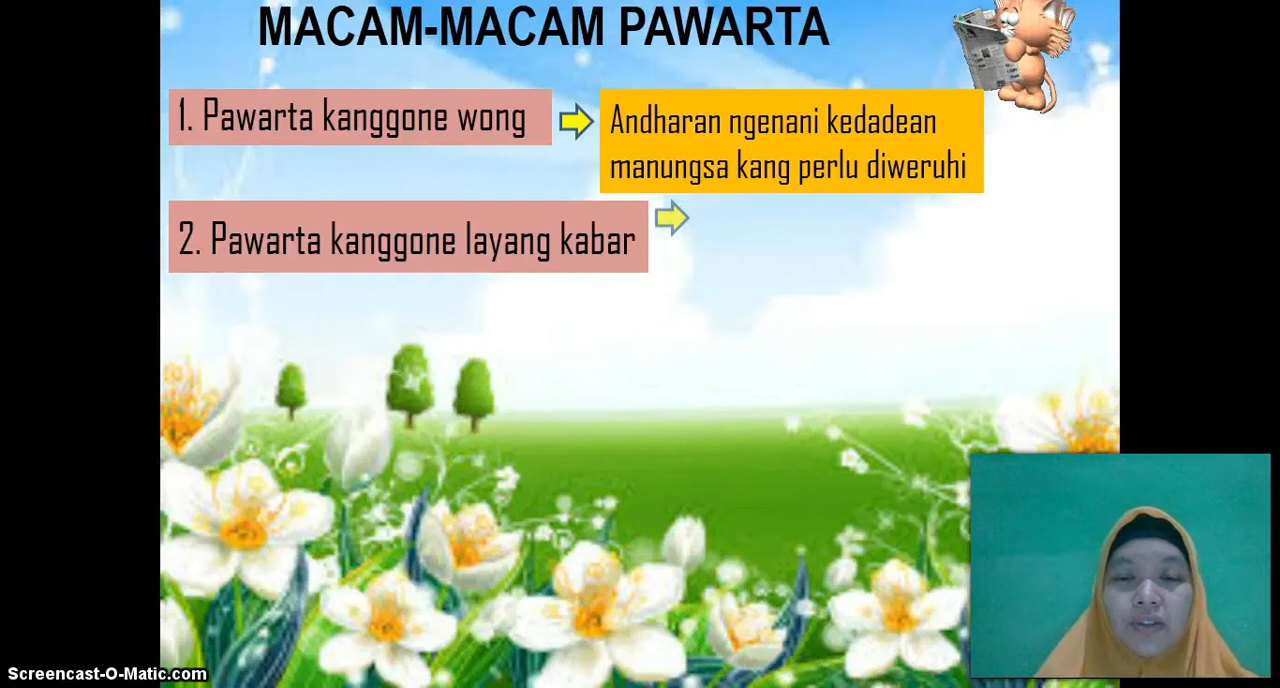 MACAM-MACAM PAWARTA
1. Pawarta kanggone wong
Andharan ngenani kedadean
manungsa kang perlu diweruhi
2. Pawarta kanggone layang kabar
Screencast-O-Matic.com